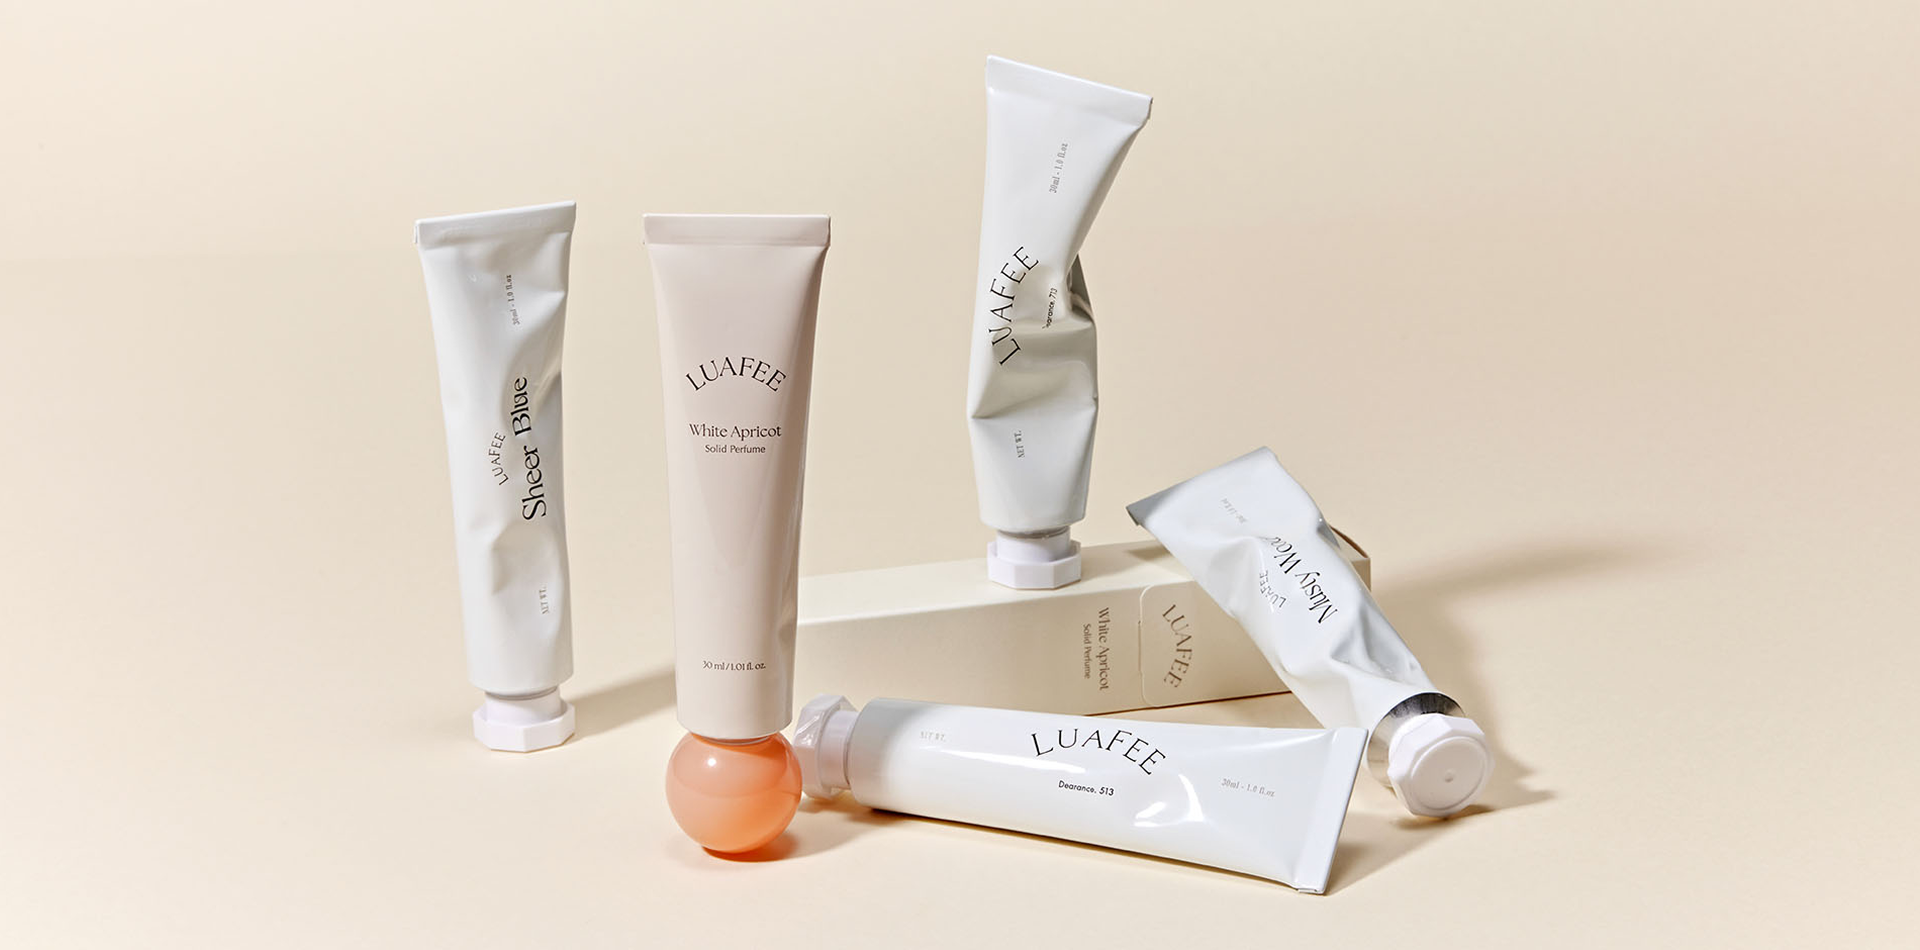 30ml - 1.0 fl.oz
LUAFEE
Sheer Blue
NET WT.
LUAFEE
White Apricot
Solid Perfume
30 ml / 1.01 fl. oz.
30ml - 1.0 fl.oz
LUAFEE
NET WT.
White Apricot
Solid Perfume
LUAFEE
Musty
LUAFEE
NET WT.
LUAFEE
Dearance. 513
30ml - 1.0 fl.oz